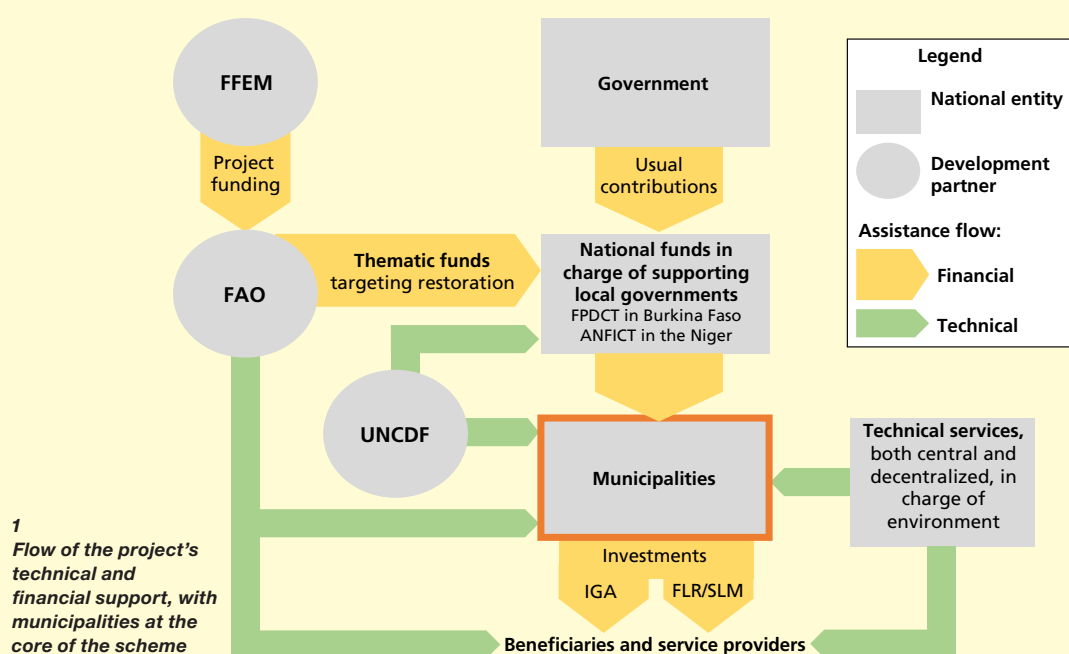 FFEM
Project
funding
Government
Usual
contributions
Legend
National entity
Development
partner
Assistance flow:
Financial
Technical
FAO
Thematic funds
targeting restoration
National funds in
charge of supporting
local governments
FPDCT in Burkina Faso
ANFICT in the Niger
UNCDF
Municipalities
Technical services,
both central and
decentralized, in
charge of
environment
Investments
IGA
FLR/SLM
Beneficiaries and service providers
1
Flow of the project's
technical and
financial support, with
municipalities at the
core of the scheme